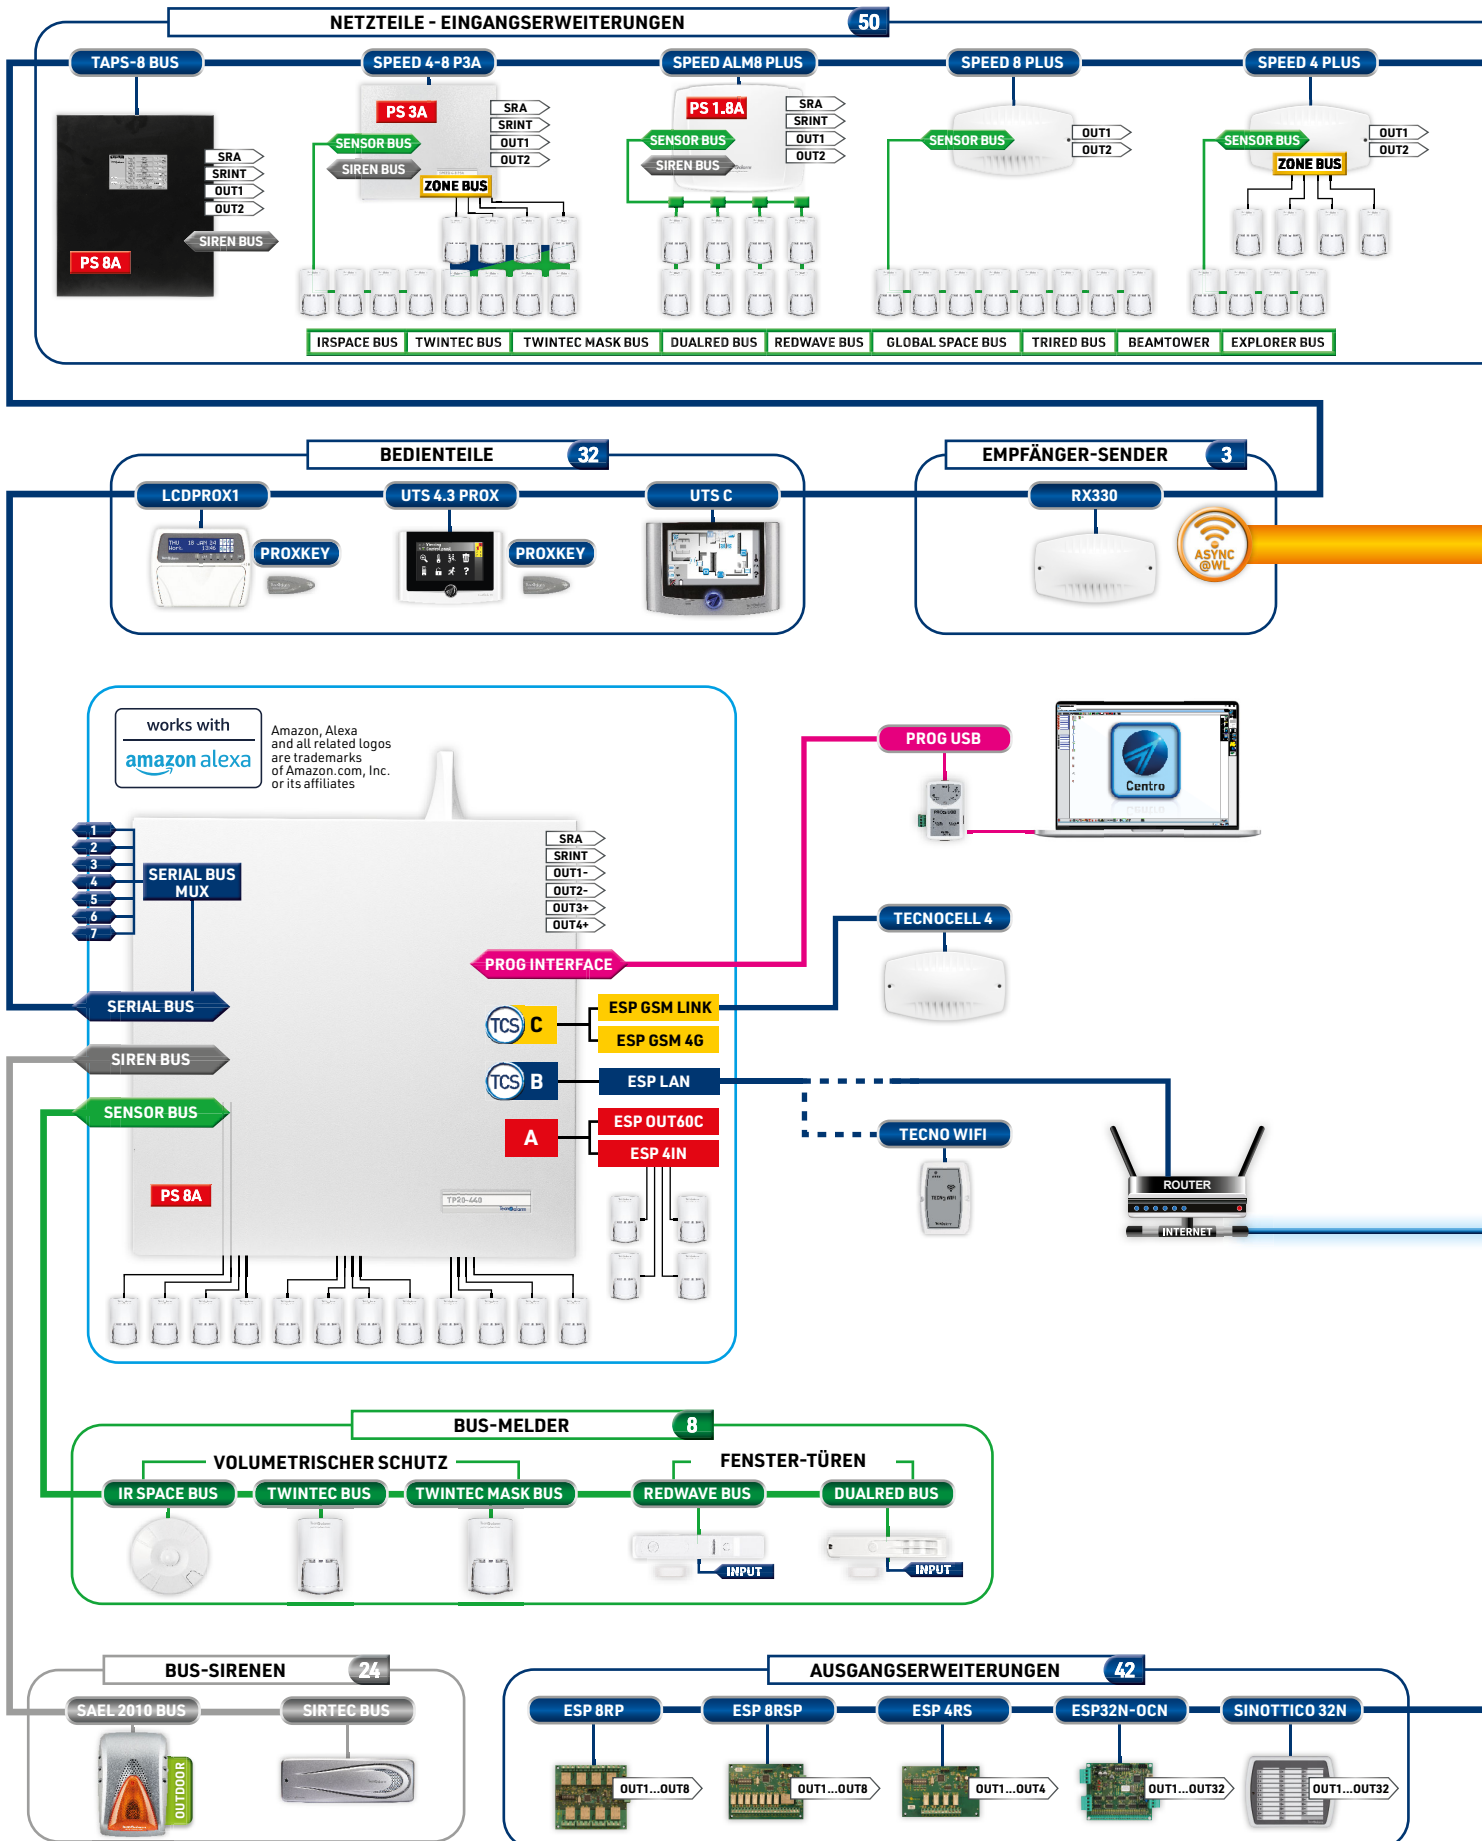 NETZTEILE - EINGANGSERWEITERUNGEN 50
TAPS-8 BUS
SPEED 4-8 P3A
SPEED ALM8 PLUS
SPEED 8 PLUS
SPEED 4 PLUS
PS 8A
SRA
SRINT
OUT1
OUT2
SIREN BUS
PS 3A
SENSOR BUS
SIREN BUS
ZONE BUS
SRA
SRINT
OUT1
OUT2
PS 1.8A
SENSOR BUS
SIREN BUS
SRA
SRINT
OUT1
OUT2
SENSOR BUS
OUT1
OUT2
SENSOR BUS
ZONE BUS
OUT1
OUT2
IRSPACE BUS
TWINTEC BUS
TWINTEC MASK BUS
DUALRED BUS
REDWAVE BUS
GLOBAL SPACE BUS
TRIRED BUS
BEAMTOWER
EXPLORER BUS
BEDIENTEILE 32
LCDPROX1
UTS 4.3 PROX
UTS C
THU 18 JAN 24
Work. 13:46
PROXKEY
PROXKEY
EMPFÄNGER-SENDER 3
RX330
ASYNC
@WL
works with
amazon alexa
Amazon, Alexa
and all related logos
are trademarks
of Amazon.com, Inc.
or its affiliates
1
2
3
4
5
6
7
SERIAL BUS
MUX
SRA
SRINT
OUT1-
OUT2-
OUT3+
OUT4+
PROG INTERFACE
SERIAL BUS
SIREN BUS
SENSOR BUS
TCS C
ESP GSM LINK
ESP GSM 4G
TCS B
ESP LAN
A
ESP OUT60C
ESP 4IN
PS 8A
TP20-440
PROG USB
Centro
TECNOCELL 4
TECNO WIFI
ROUTER
INTERNET
BUS-MELDER 8
VOLUMETRISCHER SCHUTZ
FENSTER-TÜREN
IR SPACE BUS
TWINTEC BUS
TWINTEC MASK BUS
REDWAVE BUS
DUALRED BUS
INPUT
INPUT
BUS-SIRENEN 24
SAEL 2010 BUS
SIRTEC BUS
OUTDOOR
AUSGANGSERWEITERUNGEN 42
ESP 8RP
ESP 8RSP
ESP 4RS
ESP32N-OCN
SINOTTICO 32N
OUT1...OUT8
OUT1...OUT8
OUT1...OUT4
OUT1...OUT32
OUT1...OUT32